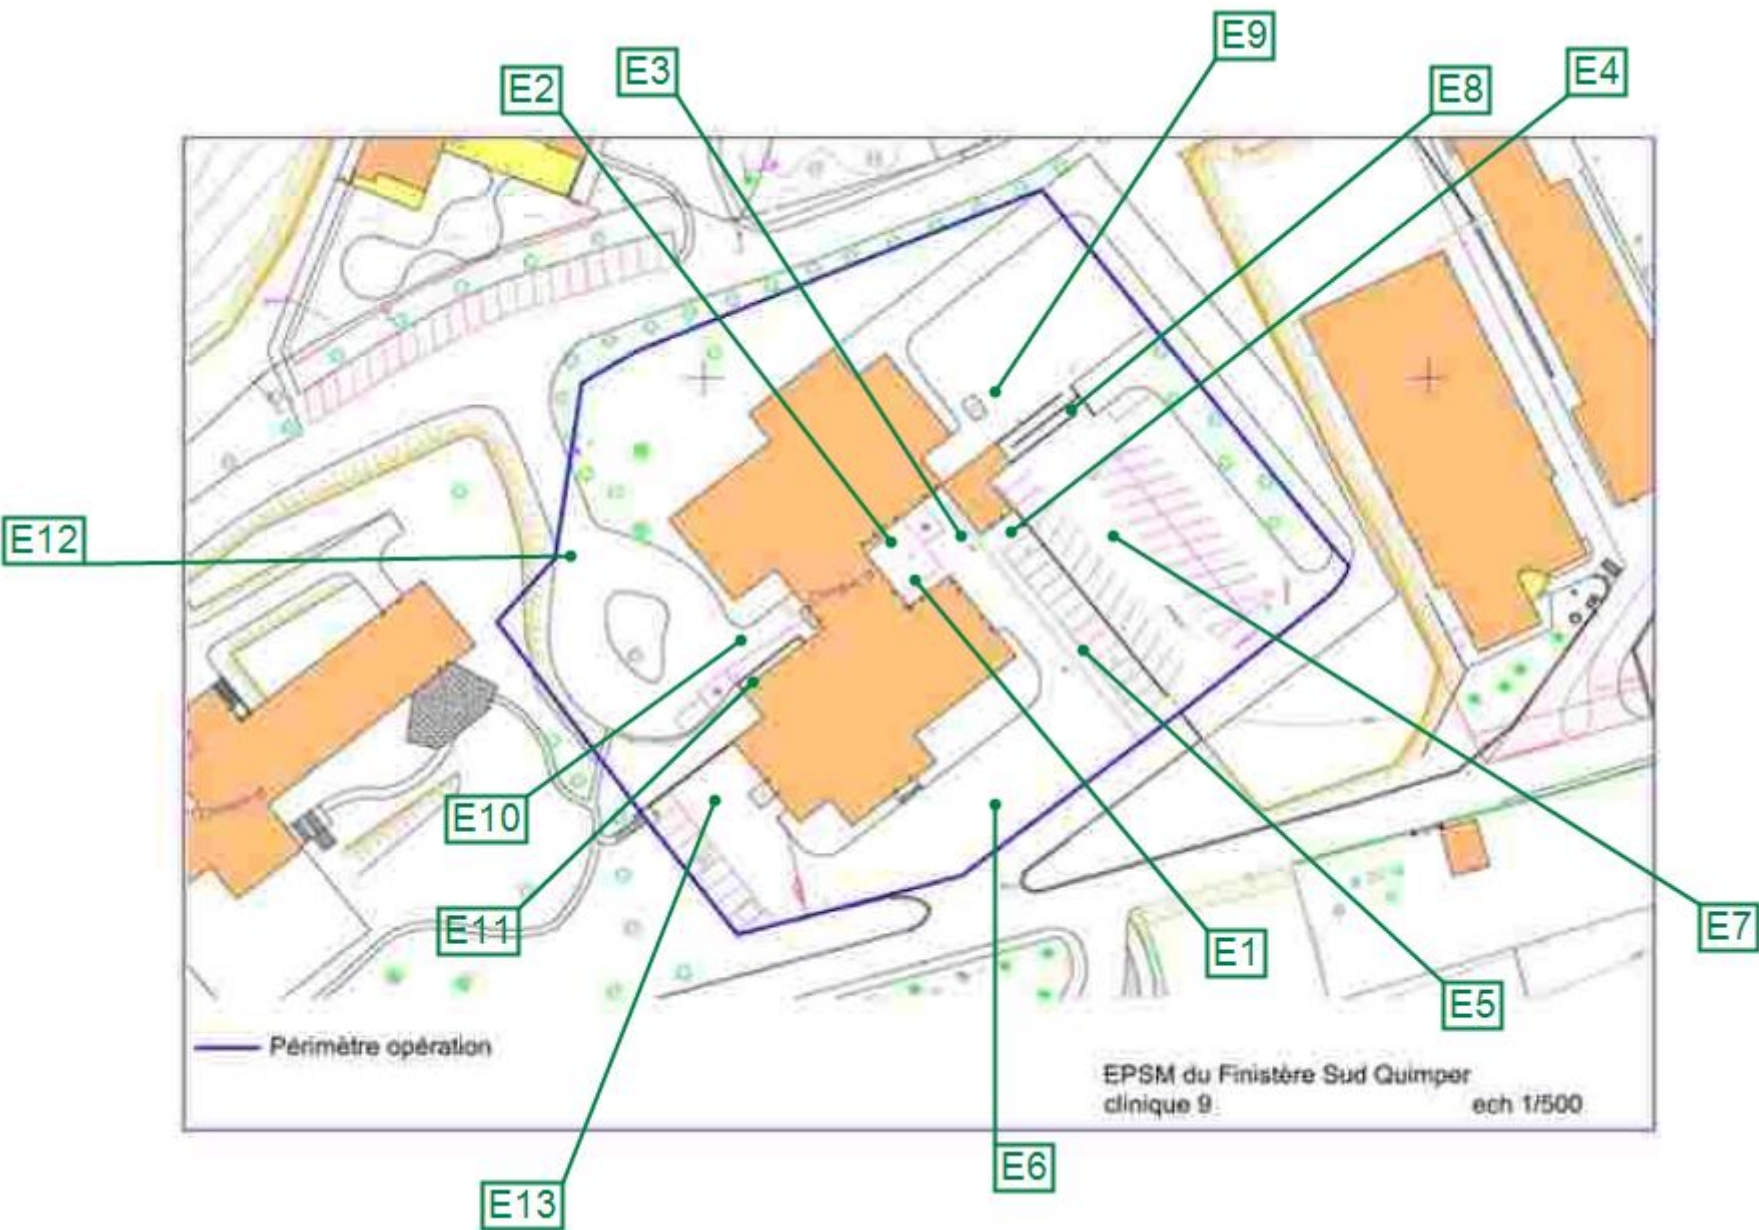 E9
E3
E4
E2
E8
E12
E10
E11
E7
E1
E5
Périmètre opération
EPSM du Finistère Sud Quimper
clinique 9
ech 1/500
E6
E13